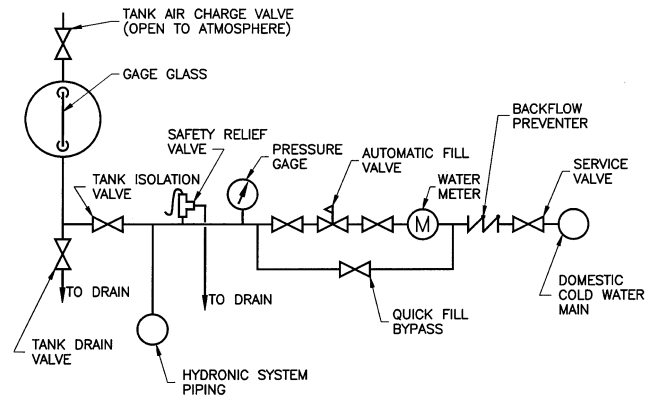 TANK AIR CHARGE VALVE
(OPEN TO ATMOSPHERE)
GAGE GLASS
SAFETY RELIEF
VALVE
PRESSURE
GAGE
AUTOMATIC FILL
VALVE
WATER
METER
BACKFLOW
PREVENTER
SERVICE
VALVE
TANK ISOLATION
VALVE
M
TO DRAIN
TO DRAIN
DOMESTIC
COLD WATER
MAIN
QUICK FILL
BYPASS
TANK DRAIN
VALVE
HYDRONIC SYSTEM
PIPING